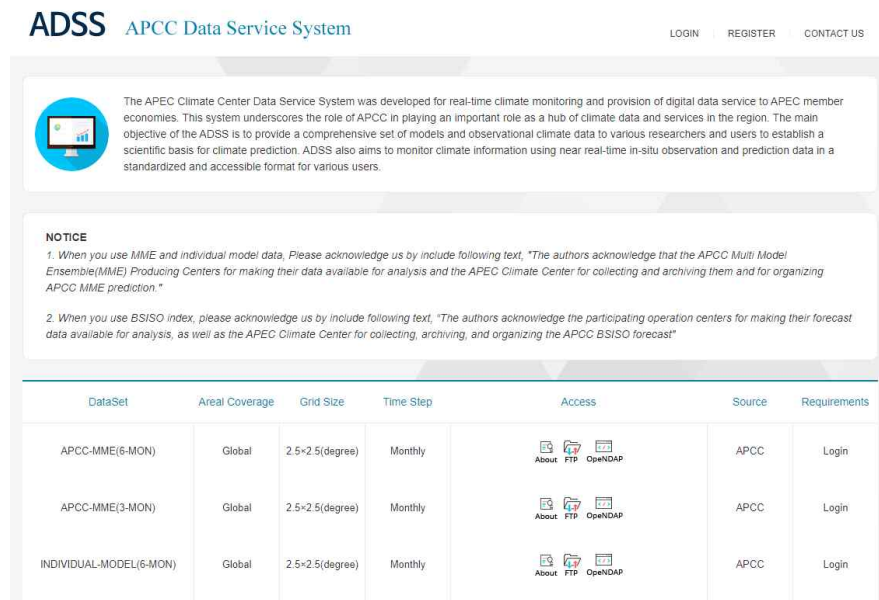 ADSS APCC Data Service System
LOGIN REGISTER CONTACT US
The APEC Climate Center Data Service System was developed for real-time climate monitoring and provision of digital data service to APEC member
economies. This system underscores the role of APCC in playing an important role as a hub of climate data and services in the region. The main
objective of the ADSS is to provide a comprehensive set of models and observational climate data to various researchers and users to establish a
scientific basis for climate prediction. ADSS also aims to monitor climate information using near real-time in-situ observation and prediction data in a
standardized and accessible format for various users.
NOTICE
1. When you use MME and individual model data, Please acknowledge us by include following text, "The authors acknowledge that the APCC Multi Model
Ensemble(MME) Producing Centers for making their data available for analysis and the APEC Climate Center for collecting and archiving them and for organizing
APCC MME prediction."
2. When you use BSISO index, please acknowledge us by include following text, "The authors acknowledge the participating operation centers for making their forecast
data available for analysis, as well as the APEC Climate Center for collecting, archiving, and organizing the APCC BSISO forecast"
DataSet Areal Coverage Grid Size Time Step Access Source Requirements
APCC-MME(6-MON) Global 2.5×2.5(degree) Monthly About FTP OpeNDAP APCC Login
APCC-MME(3-MON) Global 2.5×2.5(degree) Monthly About FTP OpeNDAP APCC Login
INDIVIDUAL-MODEL(6-MON) Global 2.5×2.5(degree) Monthly About FTP OpeNDAP APCC Login